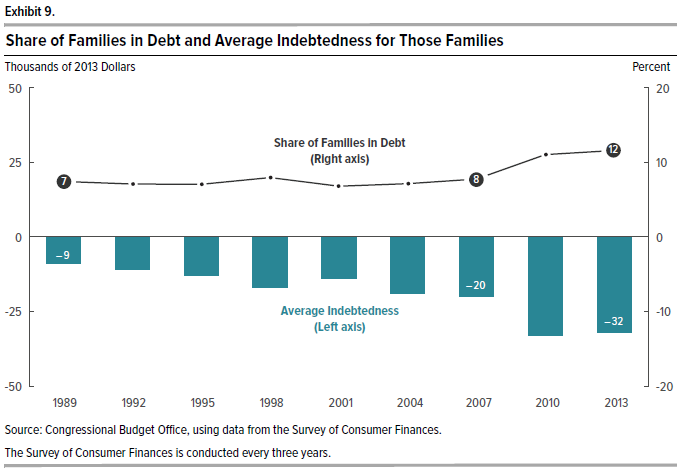 Exhibit 9.
Share of Families in Debt and Average Indebtedness for Those Families
Thousands of 2013 Dollars
Percent
50
20
Share of Families in Debt
(Right axis)
12
25
10
7
8
0
0
−9
−20
Average Indebtedness
(Left axis)
-25
-10
−32
-50
-20
1989
1992
1995
1998
2001
2004
2007
2010
2013
Source: Congressional Budget Office, using data from the Survey of Consumer Finances.
The Survey of Consumer Finances is conducted every three years.